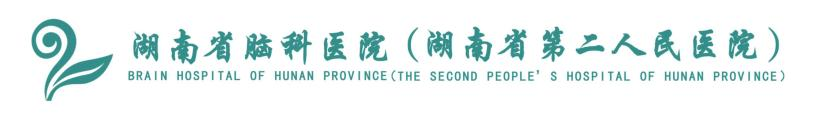 湖南省脑科医院（湖南省第二人民医院）
BRAIN HOSPITAL OF HUNAN PROVINCE(THE SECOND PEOPLE'S HOSPITAL OF HUNAN PROVINCE)